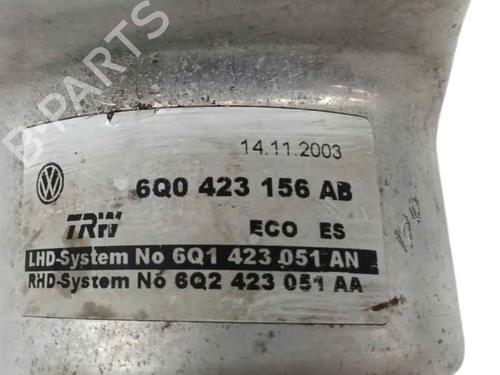 14.11.2003
6Q0 423 156 AB
TRW ECO ES
LHD-System No 6Q1 423 051 AN
RHD-System No 6Q2 423 051 AA
B-PARTS